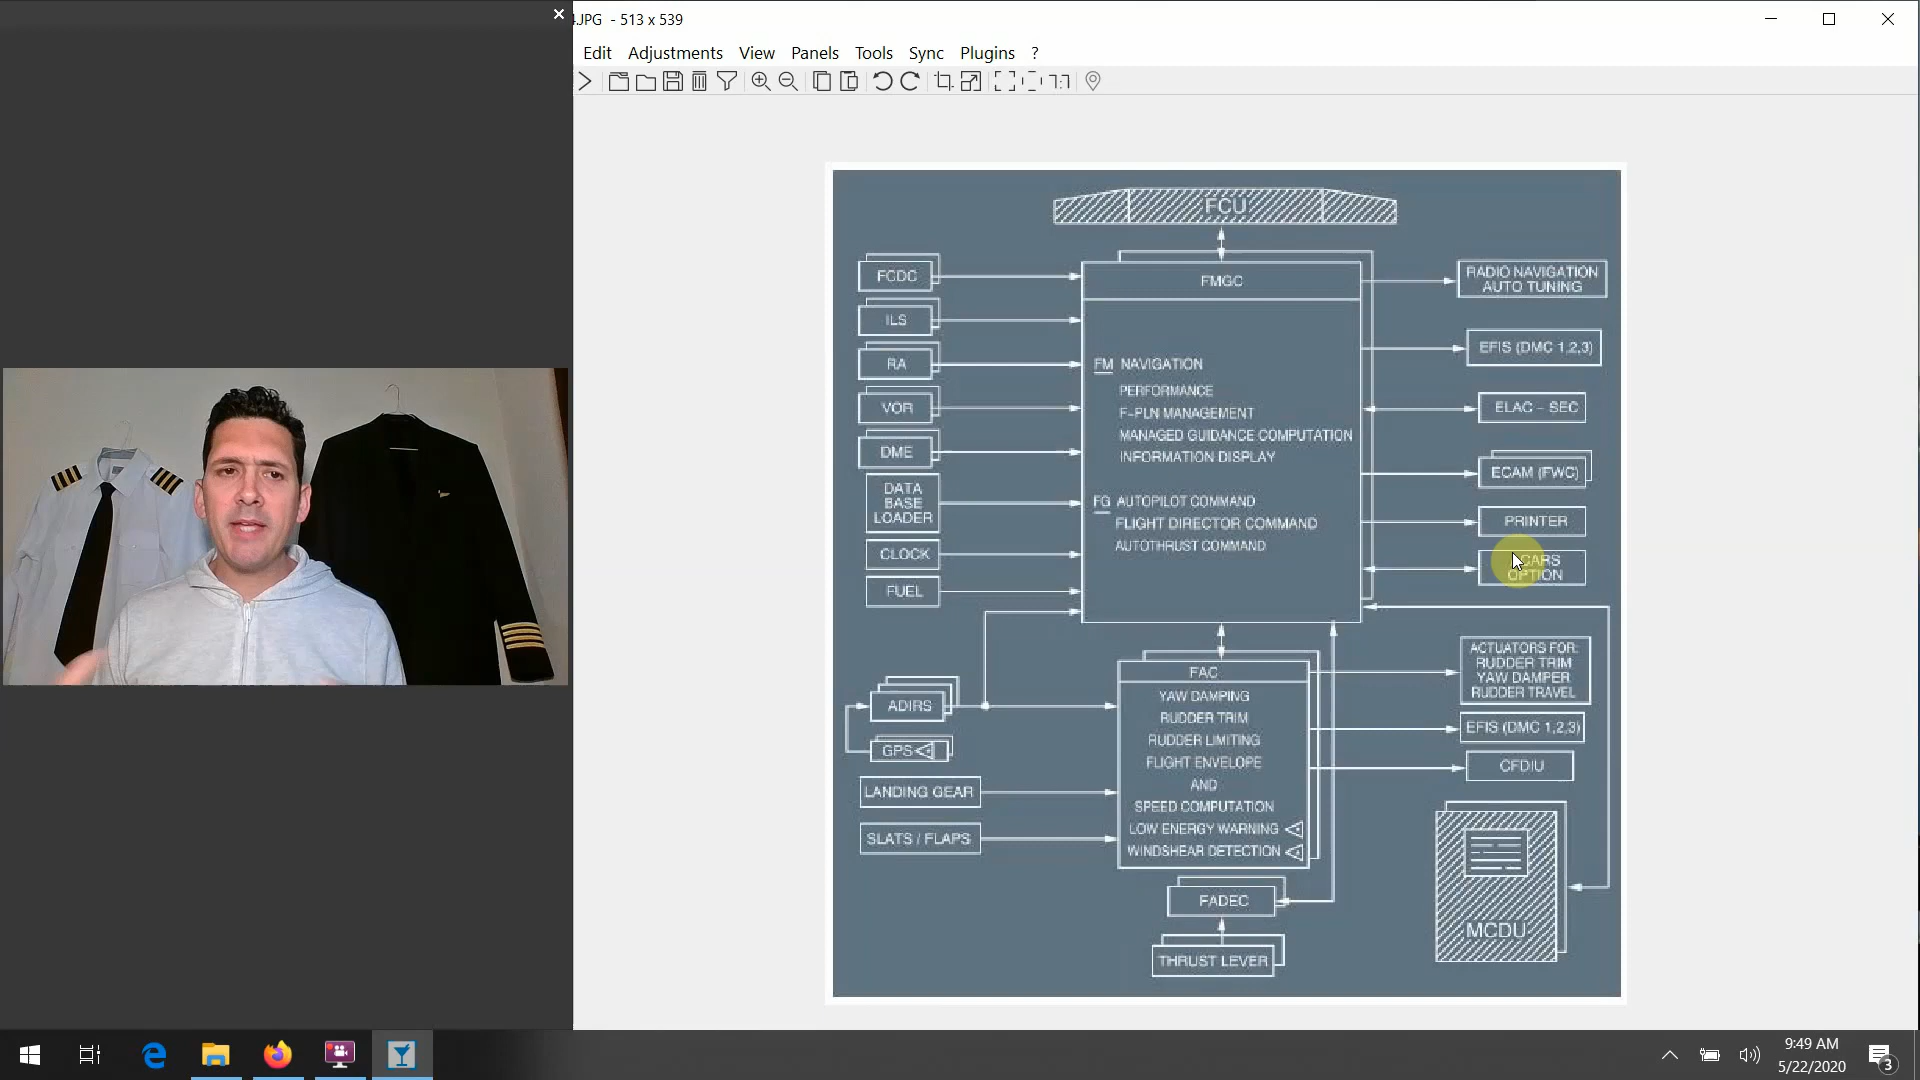 4.JPG - 513 x 539
Edit Adjustments View Panels Tools Sync Plugins ?
1:1
FCU
FCDC
ILS
RA
VOR
DME
DATA
BASE
LOADER
CLOCK
FUEL
ADIRS
GPS
LANDING GEAR
SLATS / FLAPS
FMGC
FM NAVIGATION
PERFORMANCE
F-PLN MANAGEMENT
MANAGED GUIDANCE COMPUTATION
INFORMATION DISPLAY
FG AUTOPILOT COMMAND
FLIGHT DIRECTOR COMMAND
AUTOTHRUST COMMAND
FAC
YAW DAMPING
RUDDER TRIM
RUDDER LIMITING
FLIGHT ENVELOPE
AND
SPEED COMPUTATION
LOW ENERGY WARNING
WINDSHEAR DETECTION
FADEC
THRUST LEVER
RADIO NAVIGATION
AUTO TUNING
EFIS (DMC 1,2,3)
ELAC - SEC
ECAM (FWC)
PRINTER
ACARS
OPTION
ACTUATORS FOR:
RUDDER TRIM
YAW DAMPER
RUDDER TRAVEL
EFIS (DMC 1,2,3)
CFDIU
MCDU
9:49 AM
5/22/2020
3